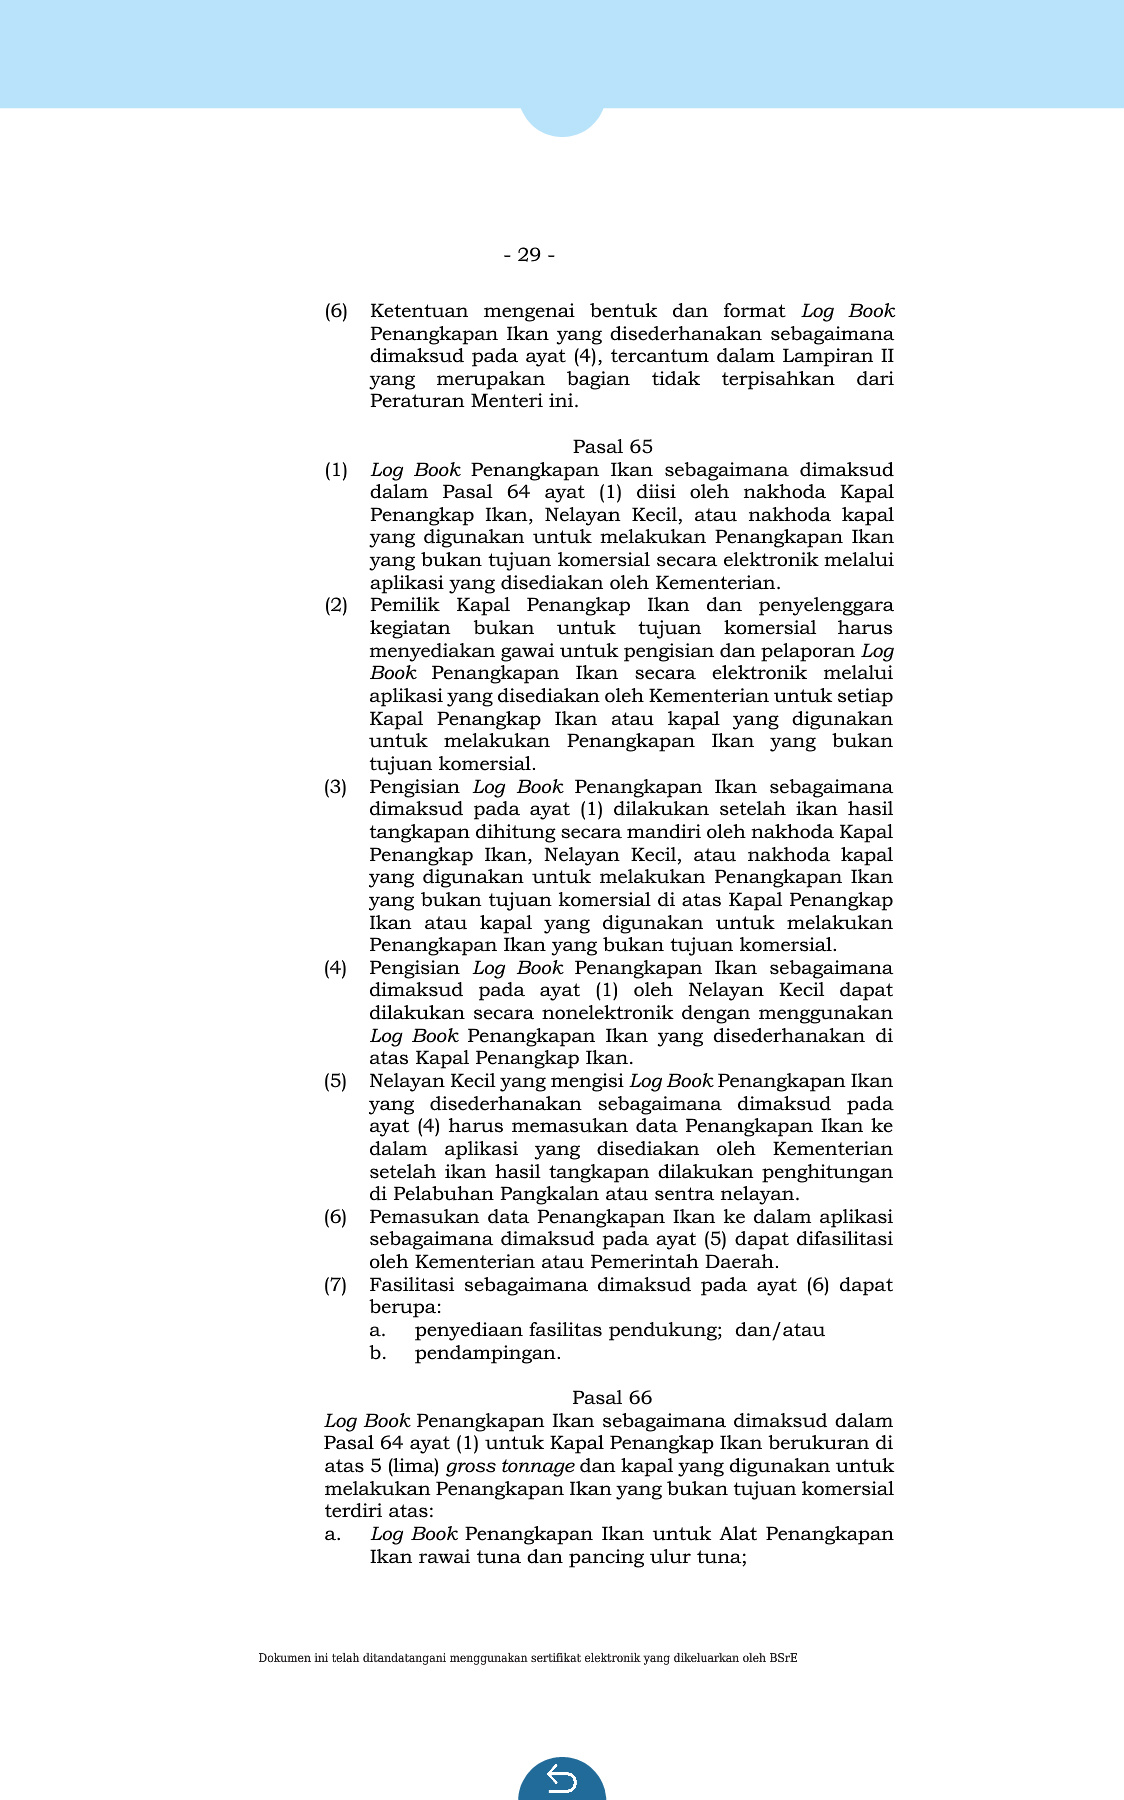 - 29 -
(6) Ketentuan mengenai bentuk dan format Log Book
Penangkapan Ikan yang disederhanakan sebagaimana
dimaksud pada ayat (4), tercantum dalam Lampiran II
yang merupakan bagian tidak terpisahkan dari
Peraturan Menteri ini.
Pasal 65
(1) Log Book Penangkapan Ikan sebagaimana dimaksud
dalam Pasal 64 ayat (1) diisi oleh nakhoda Kapal
Penangkap Ikan, Nelayan Kecil, atau nakhoda kapal
yang digunakan untuk melakukan Penangkapan Ikan
yang bukan tujuan komersial secara elektronik melalui
aplikasi yang disediakan oleh Kementerian.
(2) Pemilik Kapal Penangkap Ikan dan penyelenggara
kegiatan bukan untuk tujuan komersial harus
menyediakan gawai untuk pengisian dan pelaporan Log
Book Penangkapan Ikan secara elektronik melalui
aplikasi yang disediakan oleh Kementerian untuk setiap
Kapal Penangkap Ikan atau kapal yang digunakan
untuk melakukan Penangkapan Ikan yang bukan
tujuan komersial.
(3) Pengisian Log Book Penangkapan Ikan sebagaimana
dimaksud pada ayat (1) dilakukan setelah ikan hasil
tangkapan dihitung secara mandiri oleh nakhoda Kapal
Penangkap Ikan, Nelayan Kecil, atau nakhoda kapal
yang digunakan untuk melakukan Penangkapan Ikan
yang bukan tujuan komersial di atas Kapal Penangkap
Ikan atau kapal yang digunakan untuk melakukan
Penangkapan Ikan yang bukan tujuan komersial.
(4) Pengisian Log Book Penangkapan Ikan sebagaimana
dimaksud pada ayat (1) oleh Nelayan Kecil dapat
dilakukan secara nonelektronik dengan menggunakan
Log Book Penangkapan Ikan yang disederhanakan di
atas Kapal Penangkap Ikan.
(5) Nelayan Kecil yang mengisi Log Book Penangkapan Ikan
yang disederhanakan sebagaimana dimaksud pada
ayat (4) harus memasukan data Penangkapan Ikan ke
dalam aplikasi yang disediakan oleh Kementerian
setelah ikan hasil tangkapan dilakukan penghitungan
di Pelabuhan Pangkalan atau sentra nelayan.
(6) Pemasukan data Penangkapan Ikan ke dalam aplikasi
sebagaimana dimaksud pada ayat (5) dapat difasilitasi
oleh Kementerian atau Pemerintah Daerah.
(7) Fasilitasi sebagaimana dimaksud pada ayat (6) dapat
berupa:
a. penyediaan fasilitas pendukung; dan/atau
b. pendampingan.
Pasal 66
Log Book Penangkapan Ikan sebagaimana dimaksud dalam
Pasal 64 ayat (1) untuk Kapal Penangkap Ikan berukuran di
atas 5 (lima) gross tonnage dan kapal yang digunakan untuk
melakukan Penangkapan Ikan yang bukan tujuan komersial
terdiri atas:
a. Log Book Penangkapan Ikan untuk Alat Penangkapan
Ikan rawai tuna dan pancing ulur tuna;
Dokumen ini telah ditandatangani menggunakan sertifikat elektronik yang dikeluarkan oleh BSrE